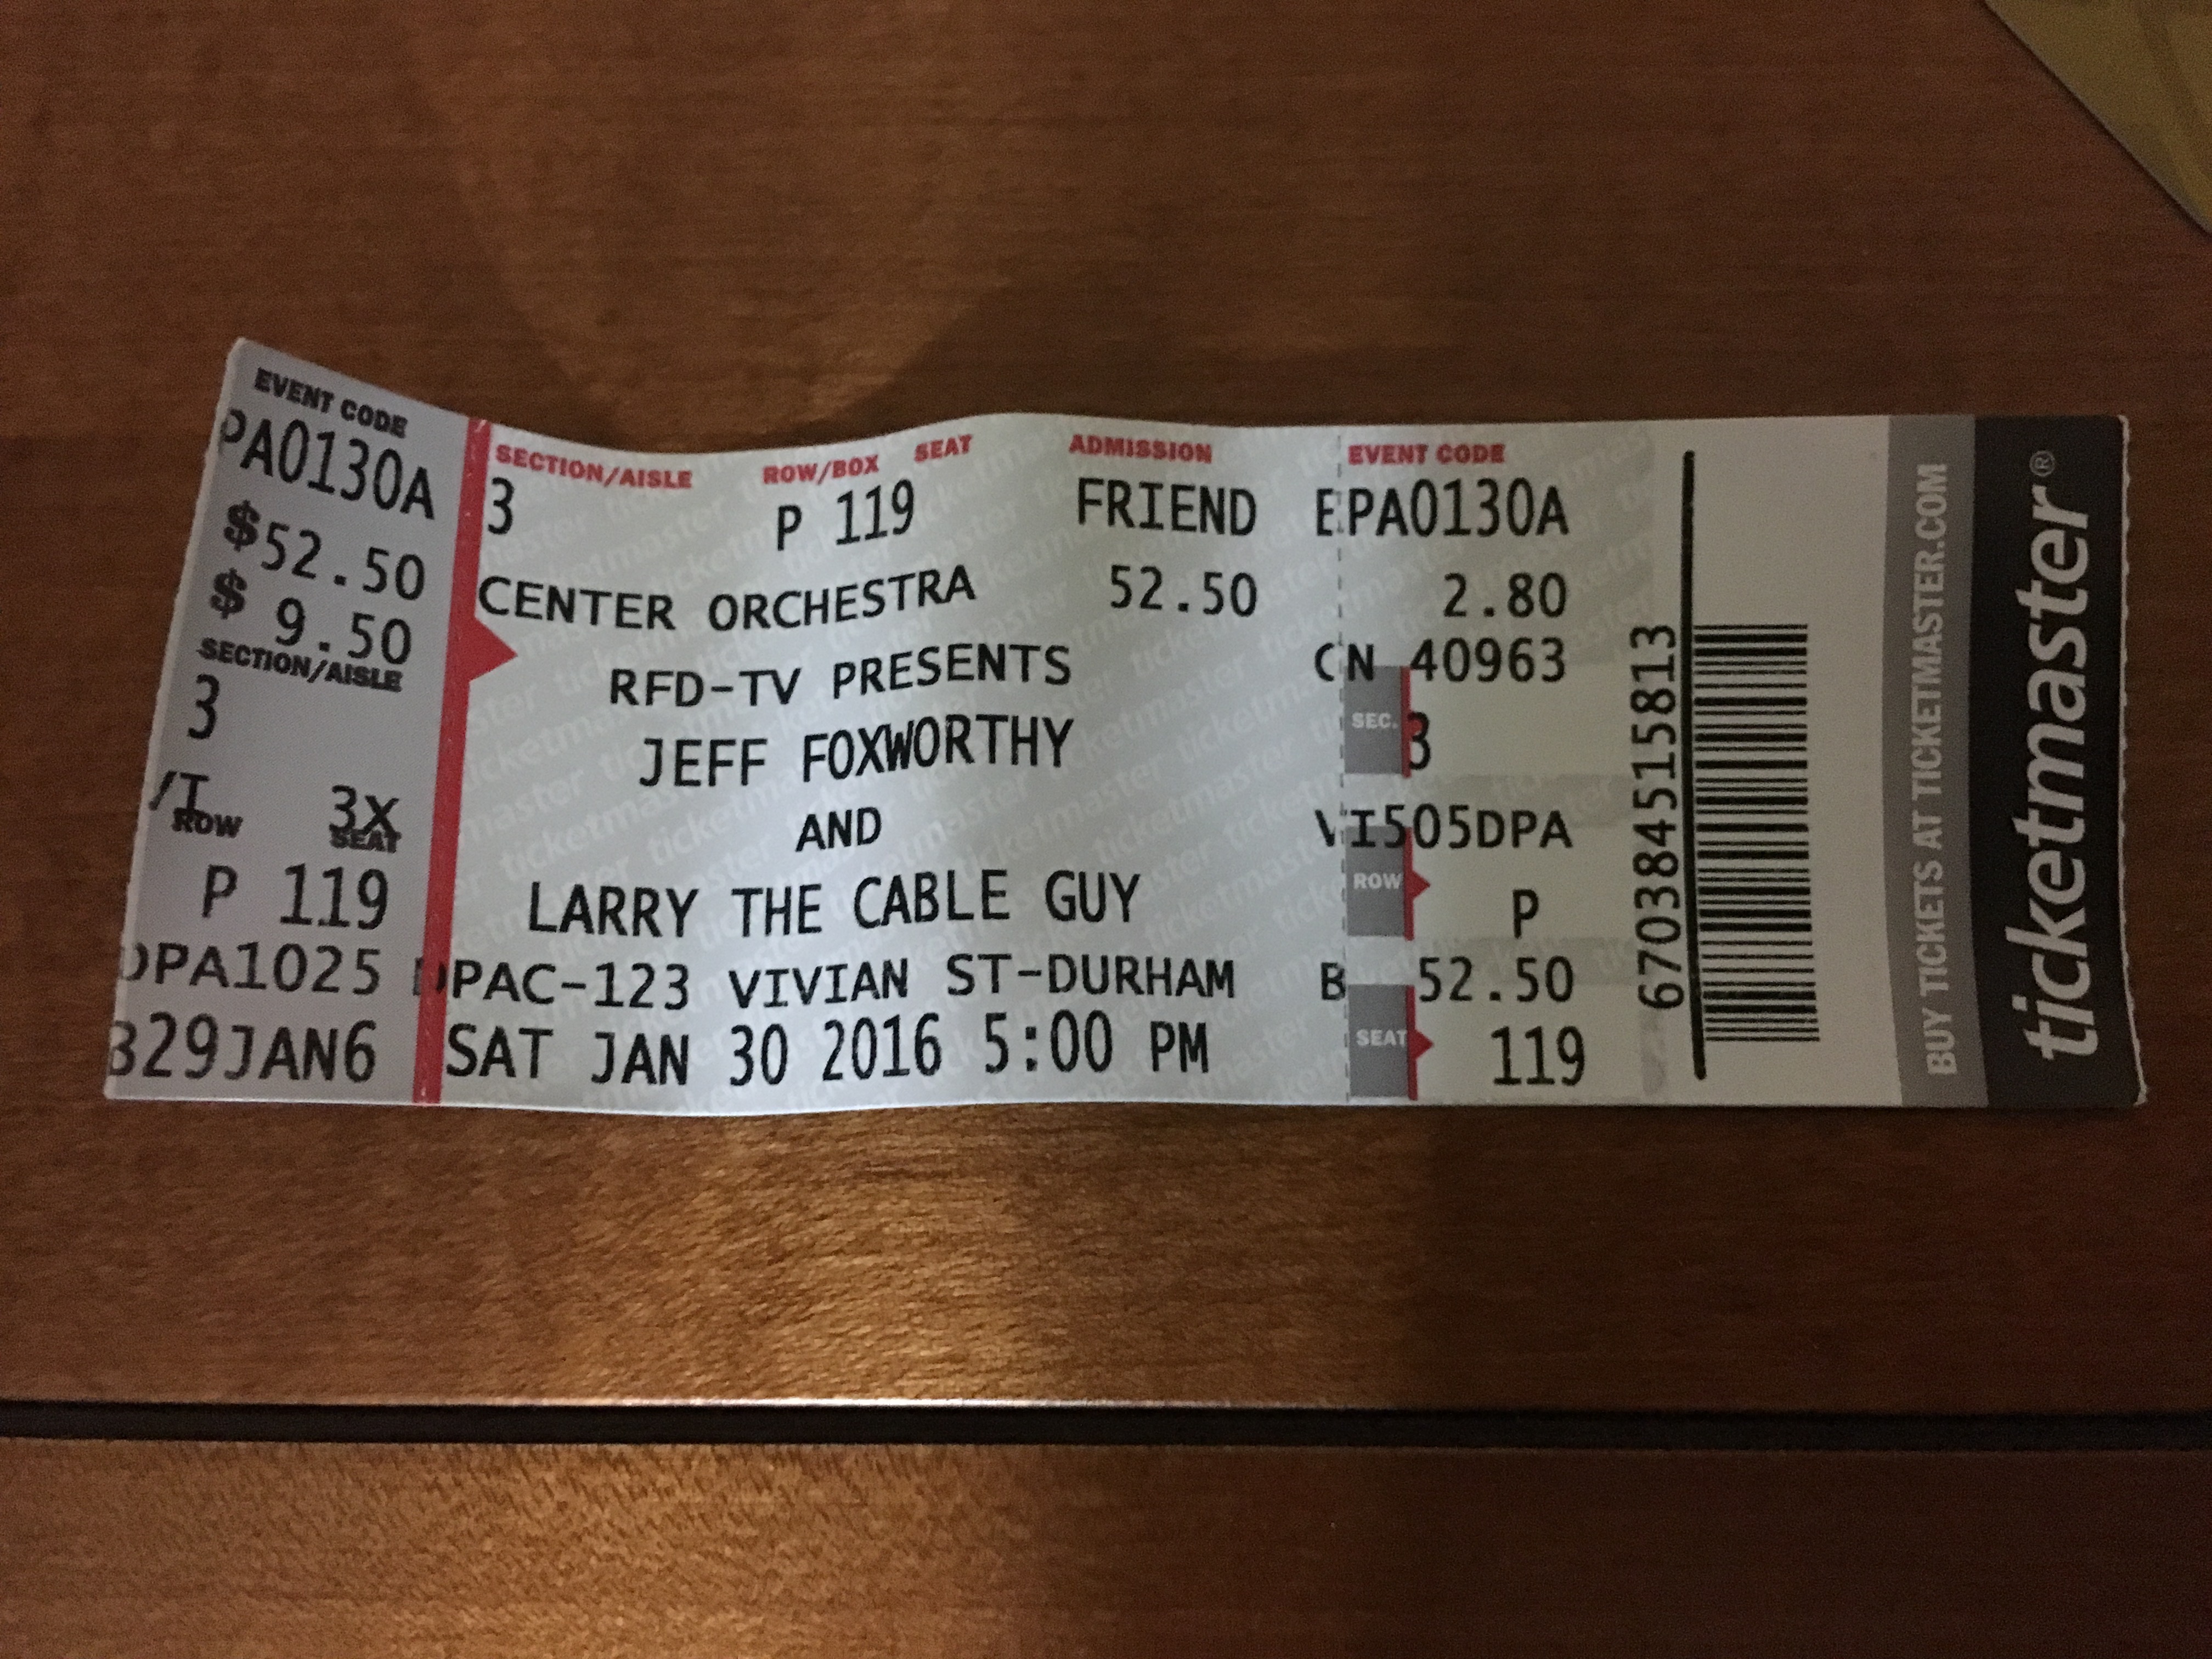 EVENT CODE
PA0130A
$52.50
$ 9.50
SECTION/AISLE
3
/T 3X
ROW SEAT
P 119
DPA1025
B29JAN6
SECTION/AISLE ROW/BOX SEAT ADMISSION
3 P 119 FRIEND
CENTER ORCHESTRA 52.50
RFD-TV PRESENTS
JEFF FOXWORTHY
AND
LARRY THE CABLE GUY
DPAC-123 VIVIAN ST-DURHAM
SAT JAN 30 2016 5:00 PM
EVENT CODE
EPA0130A
2.80
CN 40963
SEC. 3
VI505DPA
ROW P
B 52.50
SEAT 119
6703845115813
BUY TICKETS AT TICKETMASTER.COM
ticketmaster®